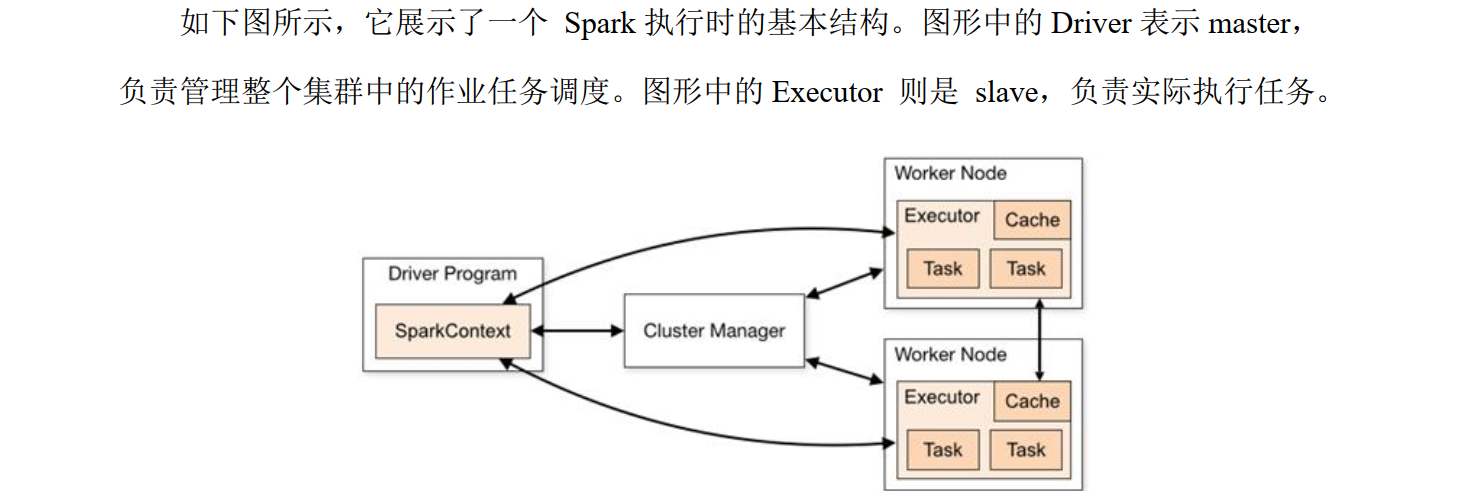 如下图所示，它展示了一个 Spark 执行时的基本结构。图形中的 Driver 表示 master，
负责管理整个集群中的作业任务调度。图形中的 Executor 则是 slave，负责实际执行任务。
Worker Node
Executor
Cache
Task
Task
Driver Program
SparkContext
Cluster Manager
Worker Node
Executor
Cache
Task
Task